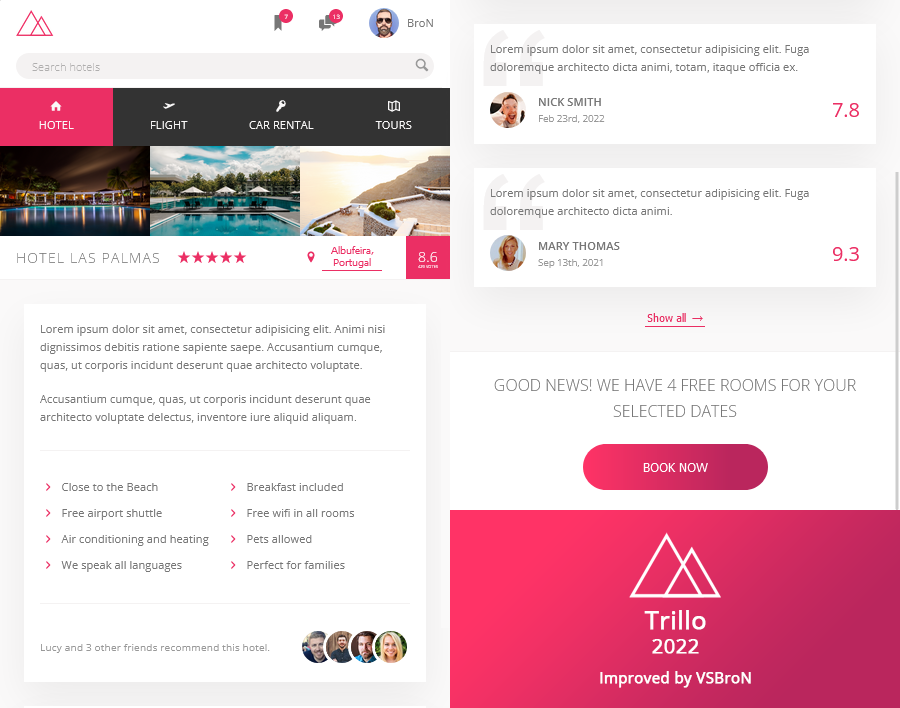 7
13
BroN
Search hotels
HOTEL
FLIGHT
CAR RENTAL
TOURS
HOTEL LAS PALMAS
Albufeira,
Portugal
8.6
Lorem ipsum dolor sit amet, consectetur adipisicing elit. Animi nisi
dignissimos debitis ratione sapiente saepe. Accusantium cumque,
quas, ut corporis incidunt deserunt quae architecto voluptate.
Accusantium cumque, quas, ut corporis incidunt deserunt quae
architecto voluptate delectus, inventore iure aliquid aliquam.
Close to the Beach
Free airport shuttle
Air conditioning and heating
We speak all languages
Breakfast included
Free wifi in all rooms
Pets allowed
Perfect for families
Lucy and 3 other friends recommend this hotel.
Lorem ipsum dolor sit amet, consectetur adipisicing elit. Fuga
doloremque architecto dicta animi, totam, itaque officia ex.
NICK SMITH
Feb 23rd, 2022
7.8
Lorem ipsum dolor sit amet, consectetur adipisicing elit. Fuga
doloremque architecto dicta animi.
MARY THOMAS
Sep 13th, 2021
9.3
Show all →
GOOD NEWS! WE HAVE 4 FREE ROOMS FOR YOUR
SELECTED DATES
BOOK NOW
Trillo
2022
Improved by VSBroN